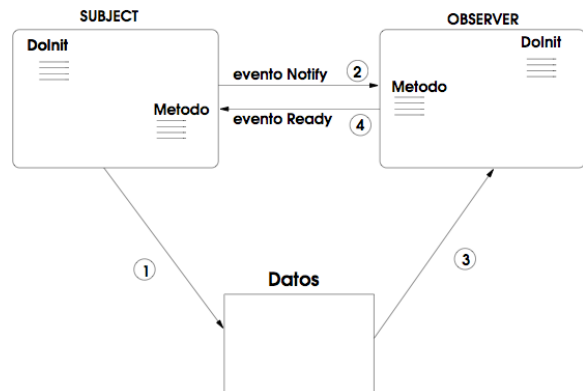 SUBJECT
OBSERVER
DoInit
DoInit
evento Notify
2
Metodo
Metodo
evento Ready
4
1
3
Datos